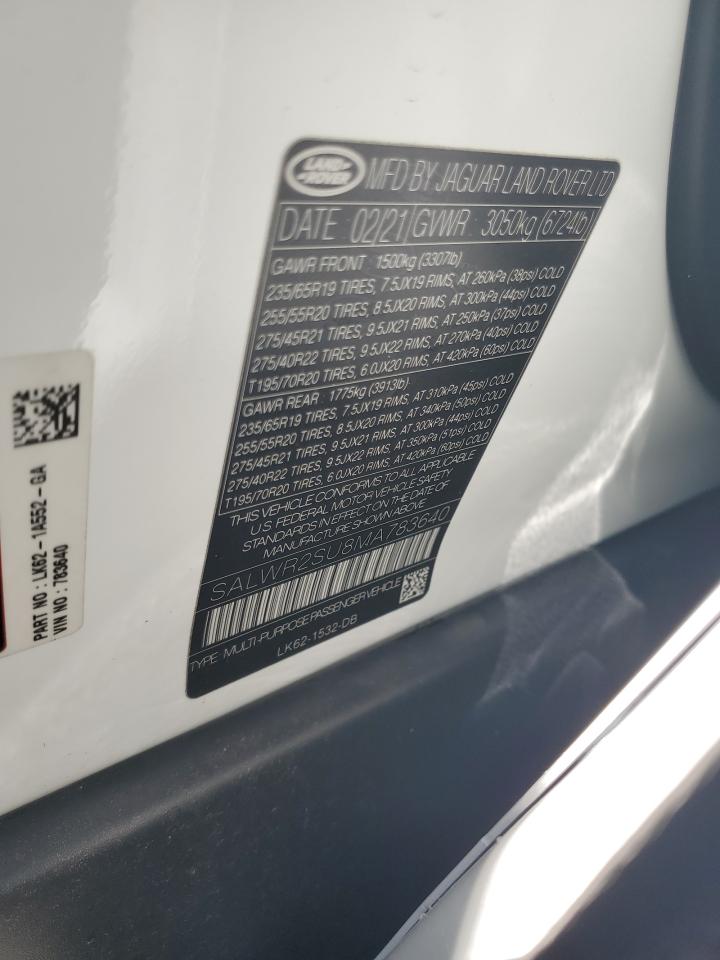 LAND
ROVER
MFD BY JAGUAR LAND ROVER LTD
DATE 02/21 GVWR 3050kg (6724lb)
GAWR FRONT 1500kg (3307lb)
235/65R19 TIRES, 7.5JX19 RIMS, AT 260kPa (38psi) COLD
255/55R20 TIRES, 8.5JX20 RIMS, AT 300kPa (44psi) COLD
275/45R21 TIRES, 9.5JX21 RIMS, AT 250kPa (37psi) COLD
275/40R22 TIRES, 9.5JX22 RIMS, AT 270kPa (40psi) COLD
T195/70R20 TIRES, 6.0JX20 RIMS, AT 420kPa (60psi) COLD
GAWR REAR 1775kg (3913lb)
235/65R19 TIRES, 7.5JX19 RIMS, AT 310kPa (45psi) COLD
255/55R20 TIRES, 8.5JX20 RIMS, AT 340kPa (50psi) COLD
275/45R21 TIRES, 9.5JX21 RIMS, AT 300kPa (44psi) COLD
275/40R22 TIRES, 9.5JX22 RIMS, AT 350kPa (51psi) COLD
T195/70R20 TIRES, 6.0JX20 RIMS, AT 420kPa (60psi) COLD
THIS VEHICLE CONFORMS TO ALL APPLICABLE
U.S. FEDERAL MOTOR VEHICLE SAFETY
STANDARDS IN EFFECT ON THE DATE OF
MANUFACTURE SHOWN ABOVE
SALWR2SU8MA783640
TYPE: MULTI-PURPOSE PASSENGER VEHICLE
LK62-1532-DB
PART NO : LK62-1A552-GA
VIN NO : 783640